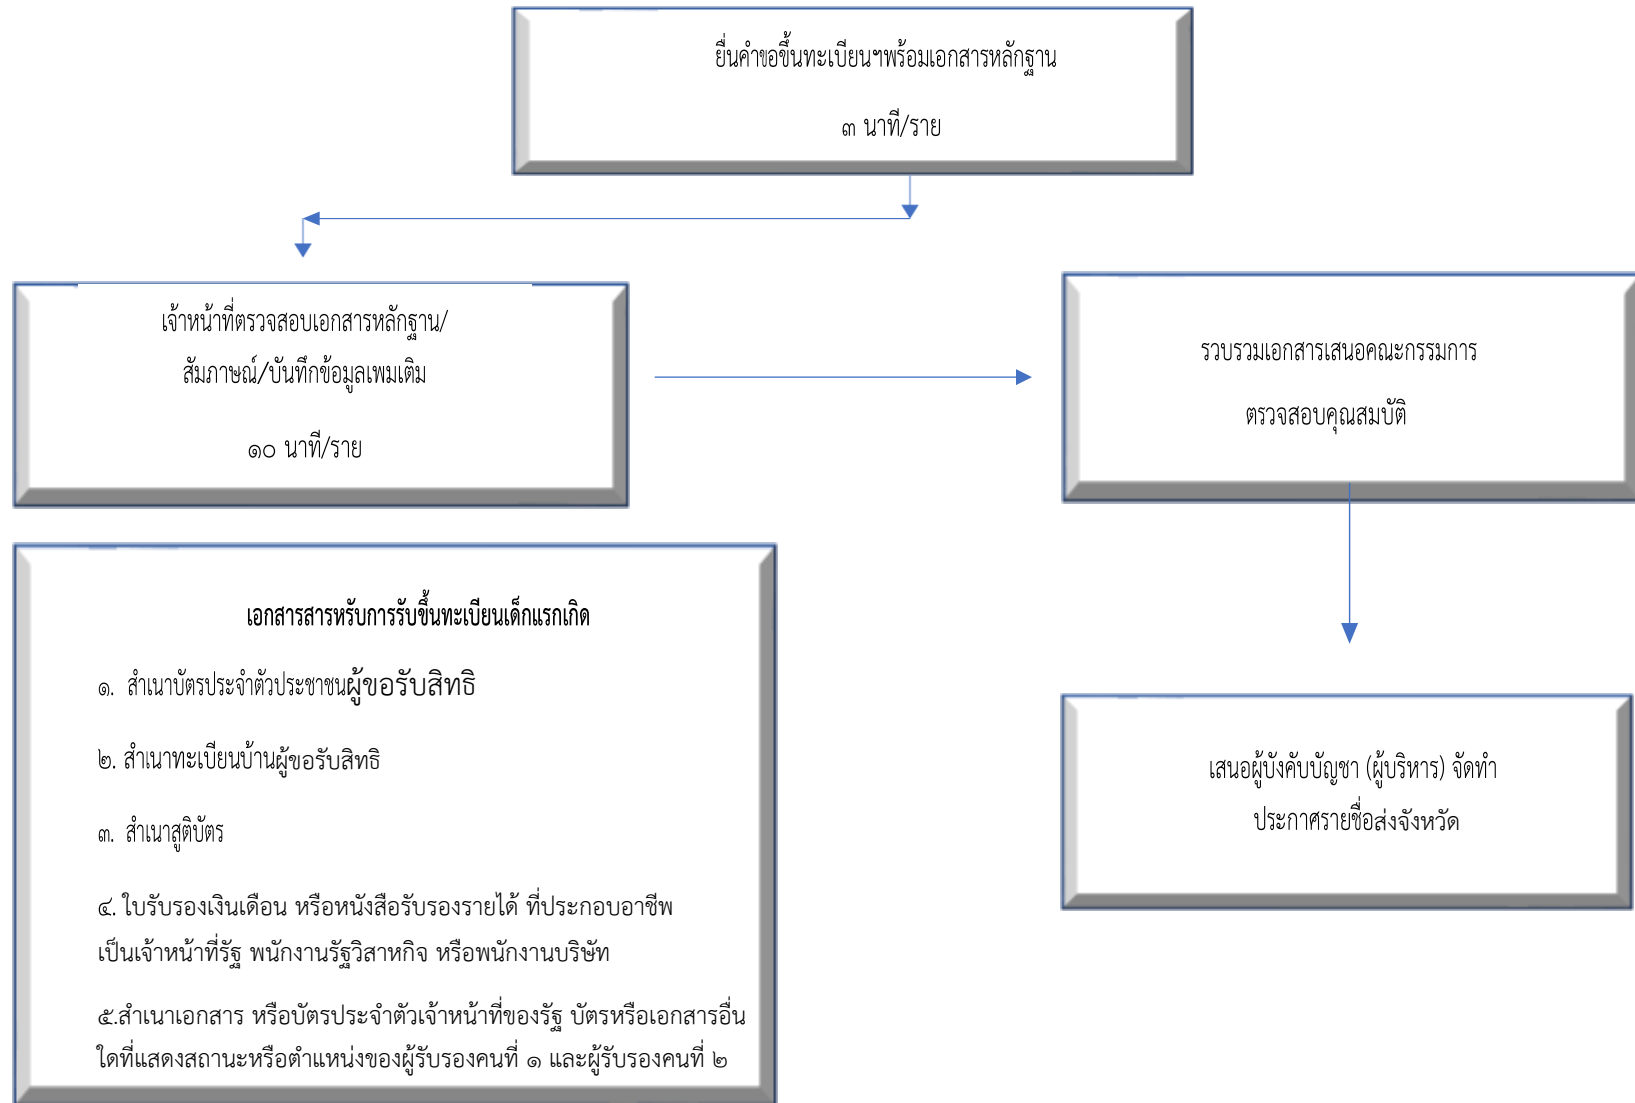 ยื่นคำขอขึ้นทะเบียนฯพร้อมเอกสารหลักฐาน
๓ นาที/ราย
เจ้าหน้าที่ตรวจสอบเอกสารหลักฐาน/
สัมภาษณ์/บันทึกข้อมูลเพมเติม
๑๐ นาที/ราย
รวบรวมเอกสารเสนอคณะกรรมการ
ตรวจสอบคุณสมบัติ
เอกสารสารหรับการรับขึ้นทะเบียนเด็กแรกเกิด
๑. สำเนาบัตรประจำตัวประชาชนผู้ขอรับสิทธิ
๒. สำเนาทะเบียนบ้านผู้ขอรับสิทธิ
๓. สำเนาสูติบัตร
๔. ใบรับรองเงินเดือน หรือหนังสือรับรองรายได้ ที่ประกอบอาชีพ
เป็นเจ้าหน้าที่รัฐ พนักงานรัฐวิสาหกิจ หรือพนักงานบริษัท
๕.สำเนาเอกสาร หรือบัตรประจำตัวเจ้าหน้าที่ของรัฐ บัตรหรือเอกสารอื่น
ใดที่แสดงสถานะหรือตำแหน่งของผู้รับรองคนที่ ๑ และผู้รับรองคนที่ ๒
เสนอผู้บังคับบัญชา (ผู้บริหาร) จัดทำ
ประกาศรายชื่อส่งจังหวัด